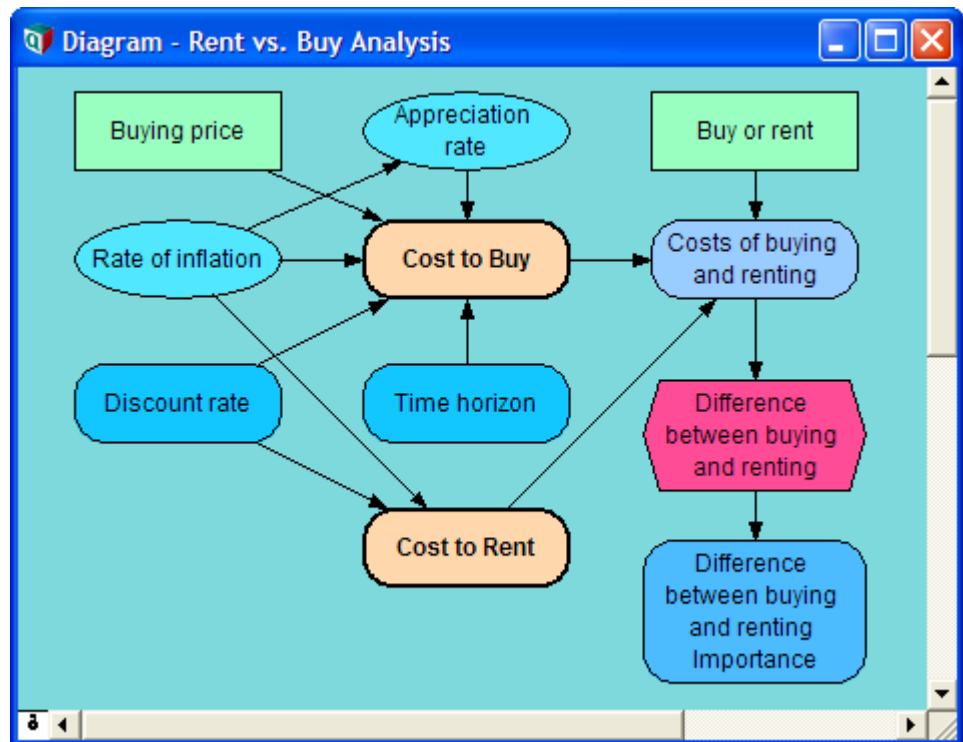 Diagram - Rent vs. Buy Analysis
Buying price
Appreciation
rate
Buy or rent
Rate of inflation
Cost to Buy
Costs of buying
and renting
Discount rate
Time horizon
Difference
between buying
and renting
Cost to Rent
Difference
between buying
and renting
Importance